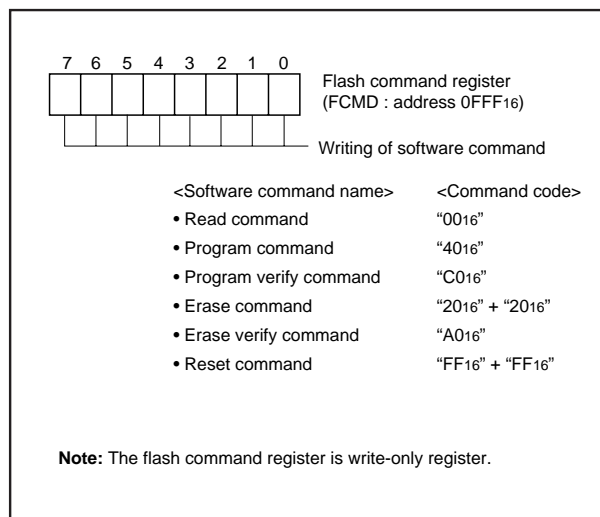 7 6 5 4 3 2 1 0
Flash command register
(FCMD : address 0FFF16)
Writing of software command
<Software command name> <Command code>
• Read command “0016”
• Program command “4016”
• Program verify command “C016”
• Erase command “2016” + “2016”
• Erase verify command “A016”
• Reset command “FF16” + “FF16”
Note: The flash command register is write-only register.